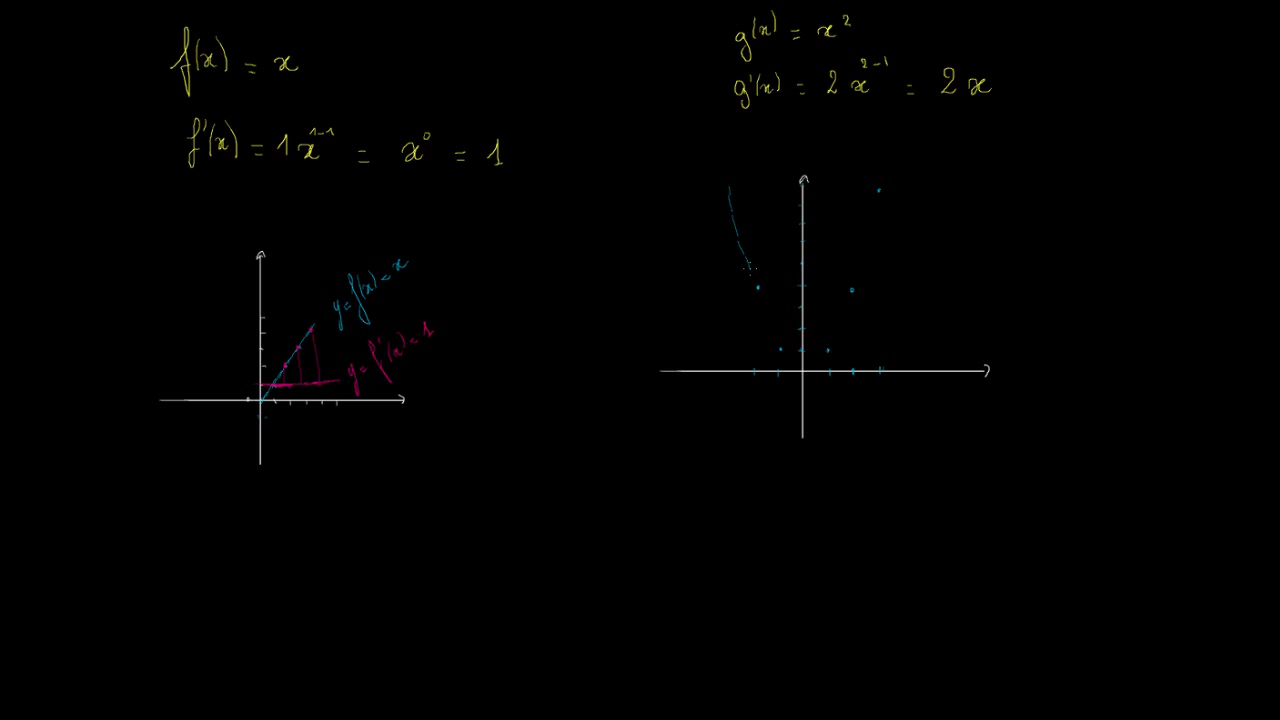 f(x) = x
f'(x) = 1x^{1-1} = x^0 = 1
y = f(x) = x
y = f'(x) = 1
g(x) = x^2
g'(x) = 2x^{2-1} = 2x